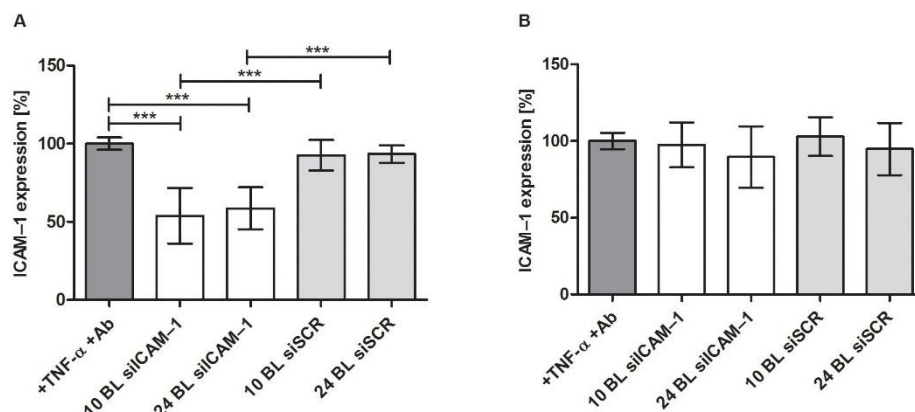 A
***
***
***
***
ICAM–1 expression [%]
150
100
50
0
+TNF-α +Ab
10 BL siICAM–1
24 BL siICAM–1
10 BL siSCR
24 BL siSCR
B
ICAM–1 expression [%]
150
100
50
0
+TNF-α +Ab
10 BL siICAM–1
24 BL siICAM–1
10 BL siSCR
24 BL siSCR